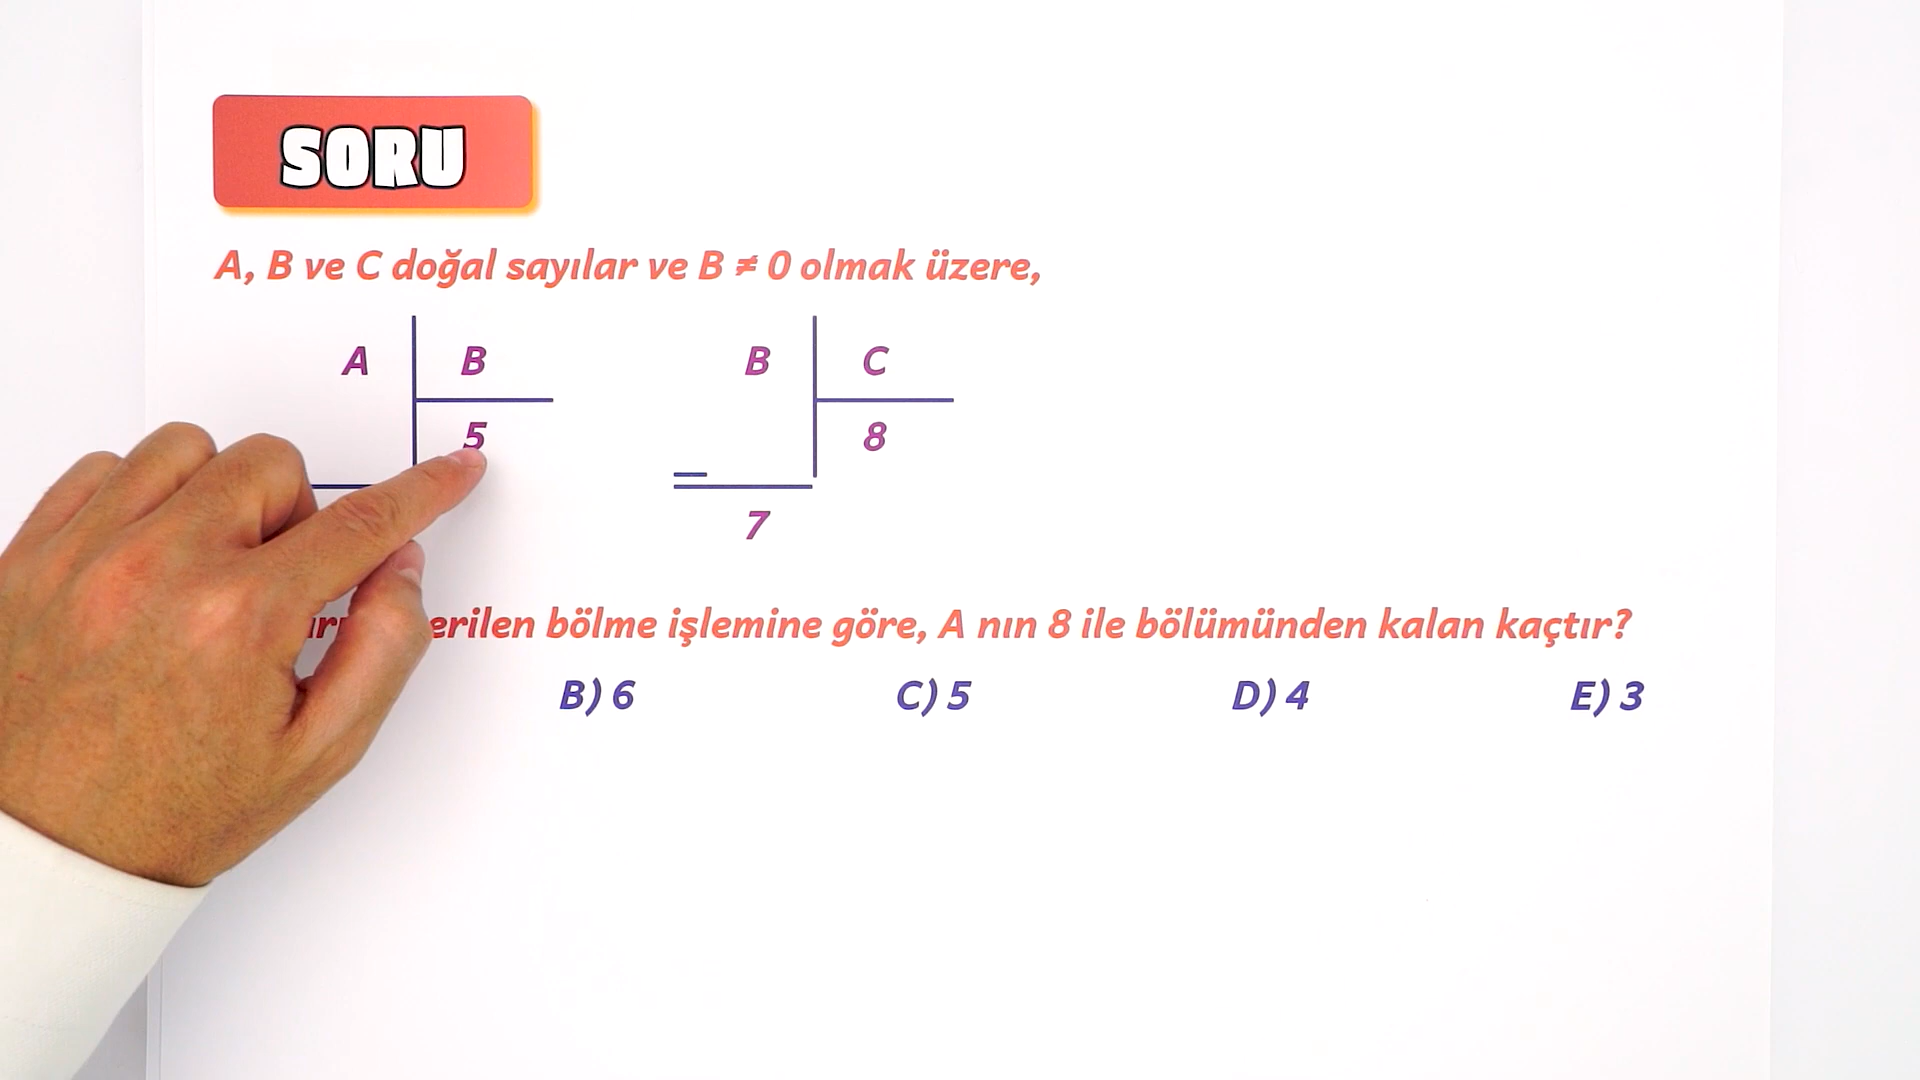 SORU
A, B ve C doğal sayılar ve B ≠ 0 olmak üzere,
A B
5
B C
8
7
bölme işlemine göre, A nın 8 ile bölümünden kalan kaçtır?
B) 6 C) 5 D) 4 E) 3